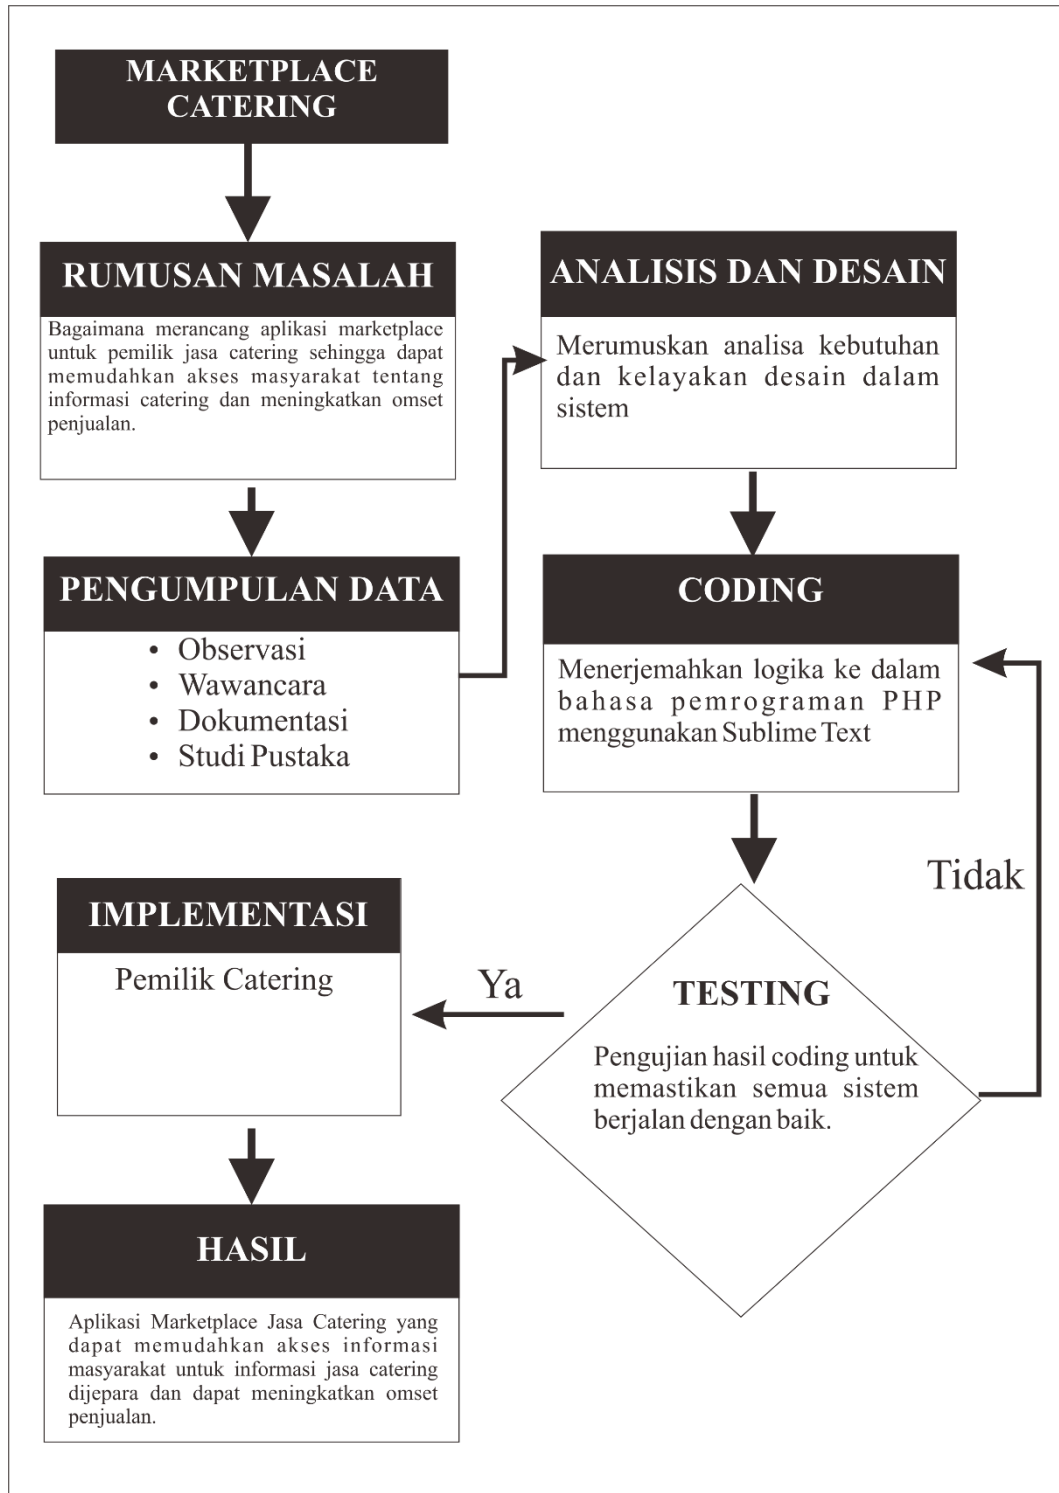 MARKETPLACE
CATERING
RUMUSAN MASALAH
Bagaimana merancang aplikasi marketplace
untuk pemilik jasa catering sehingga dapat
memudahkan akses masyarakat tentang
informasi catering dan meningkatkan omset
penjualan.
PENGUMPULAN DATA
• Observasi
• Wawancara
• Dokumentasi
• Studi Pustaka
ANALISIS DAN DESAIN
Merumuskan analisa kebutuhan
dan kelayakan desain dalam
sistem
CODING
Menerjemahkan logika ke dalam
bahasa pemrograman PHP
menggunakan Sublime Text
Tidak
TESTING
Pengujian hasil coding untuk
memastikan semua sistem
berjalan dengan baik.
Ya
IMPLEMENTASI
Pemilik Catering
HASIL
Aplikasi Marketplace Jasa Catering yang
dapat memudahkan akses informasi
masyarakat untuk informasi jasa catering
dijepara dan dapat meningkatkan omset
penjualan.